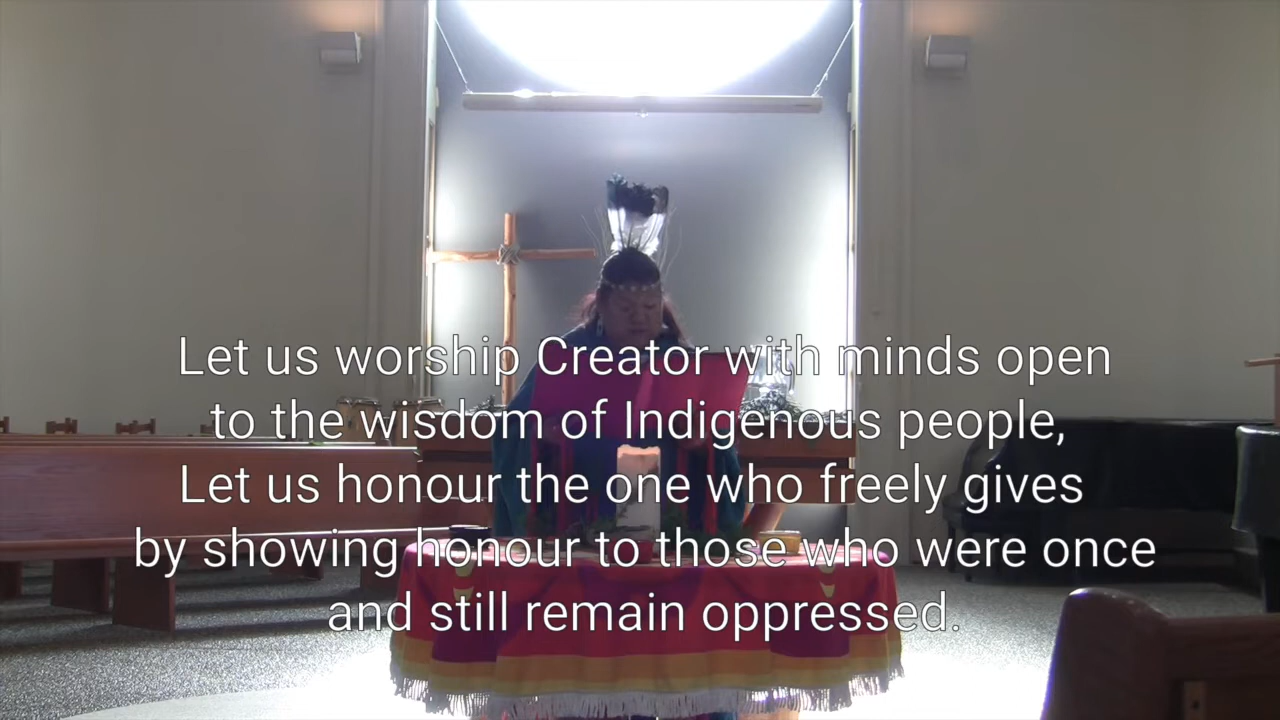 Let us worship Creator with minds open
to the wisdom of Indigenous people,
Let us honour the one who freely gives
by showing honour to those who were once
and still remain oppressed.